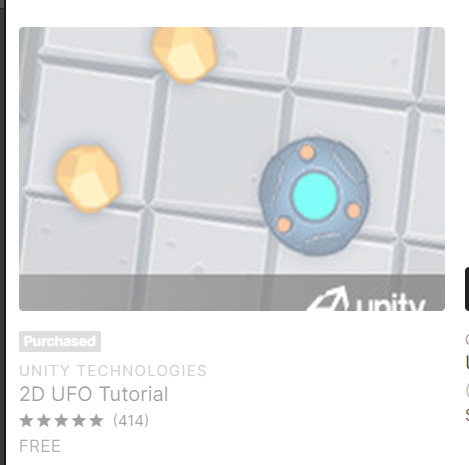 unity
Purchased
UNITY TECHNOLOGIES
2D UFO Tutorial
(414)
FREE